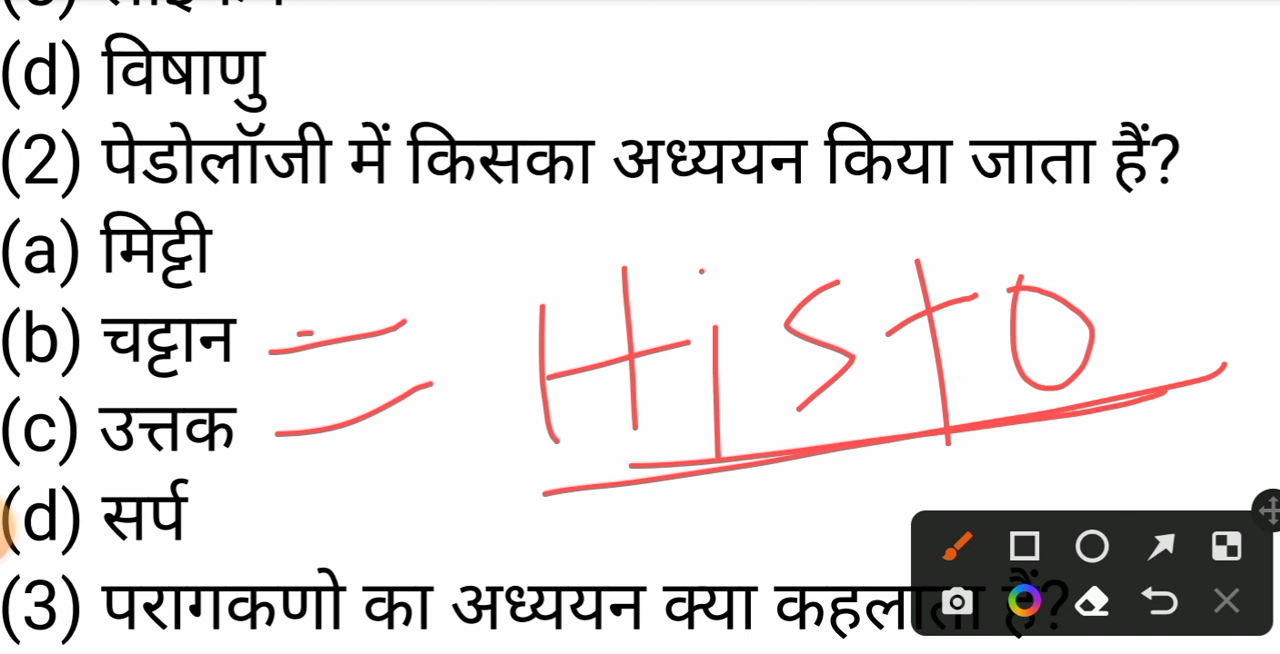 (d) विषाणु
(2) पेडोलॉजी में किसका अध्ययन किया जाता हैं?
(a) मिट्टी
(b) चट्टान
(c) उत्तक
Histo
(d) सर्प
(3) परागकणो का अध्ययन क्या कहलाता हैं?